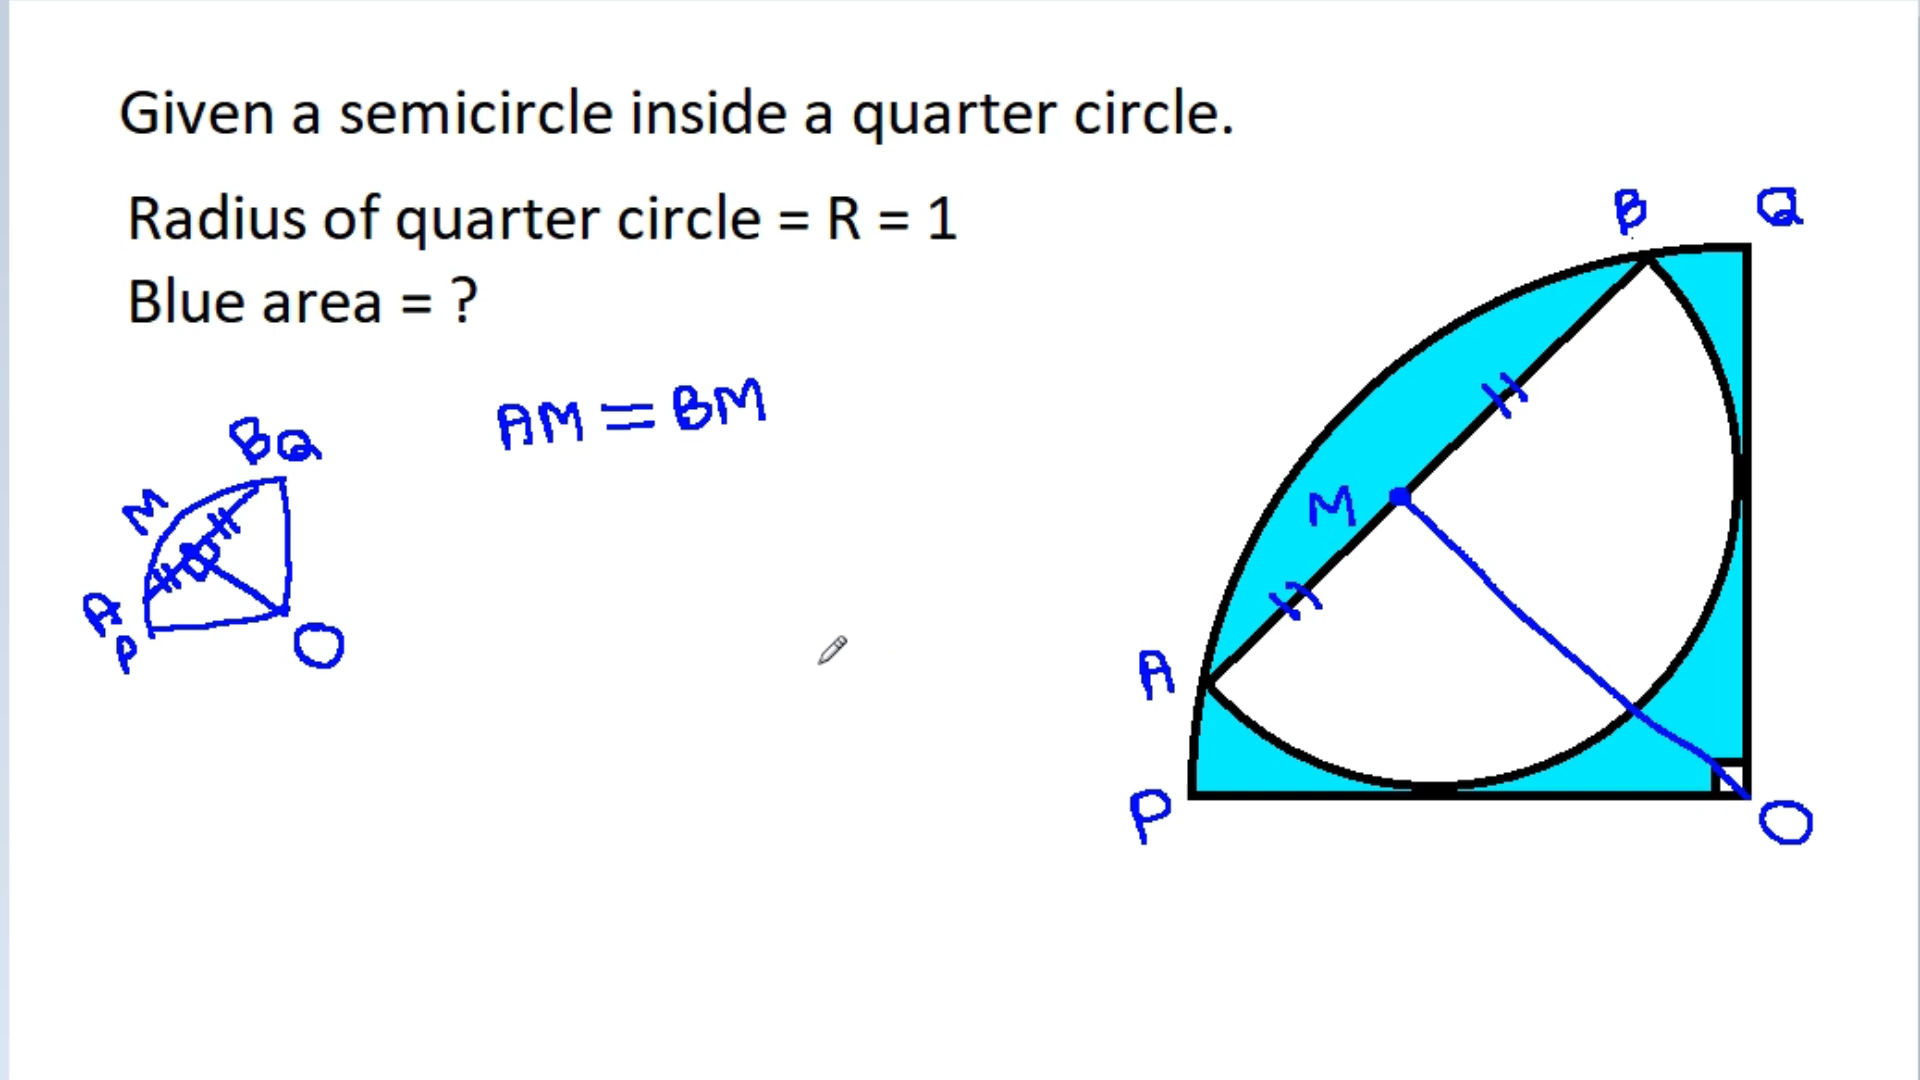 Given a semicircle inside a quarter circle.
Radius of quarter circle = R = 1
Blue area = ?
AM = BM
B Q
M
A
P
O
B Q
M
A
P
O